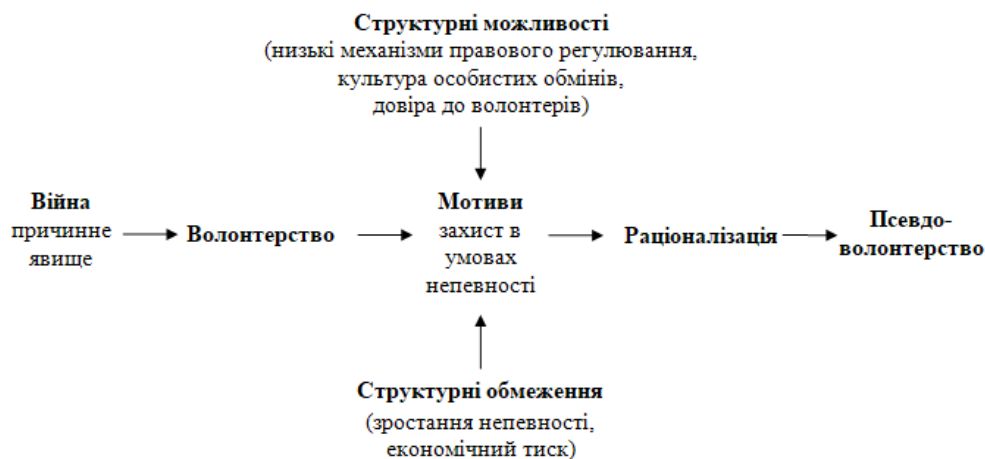 Структурні можливості
(низькі механізми правового регулювання,
культура особистих обмінів,
довіра до волонтерів)
Війна
причинне
явище
Волонтерство
Мотиви
захист в
умовах
непевності
Раціоналізація
Псевдо-
волонтерство
Структурні обмеження
(зростання непевності,
економічний тиск)